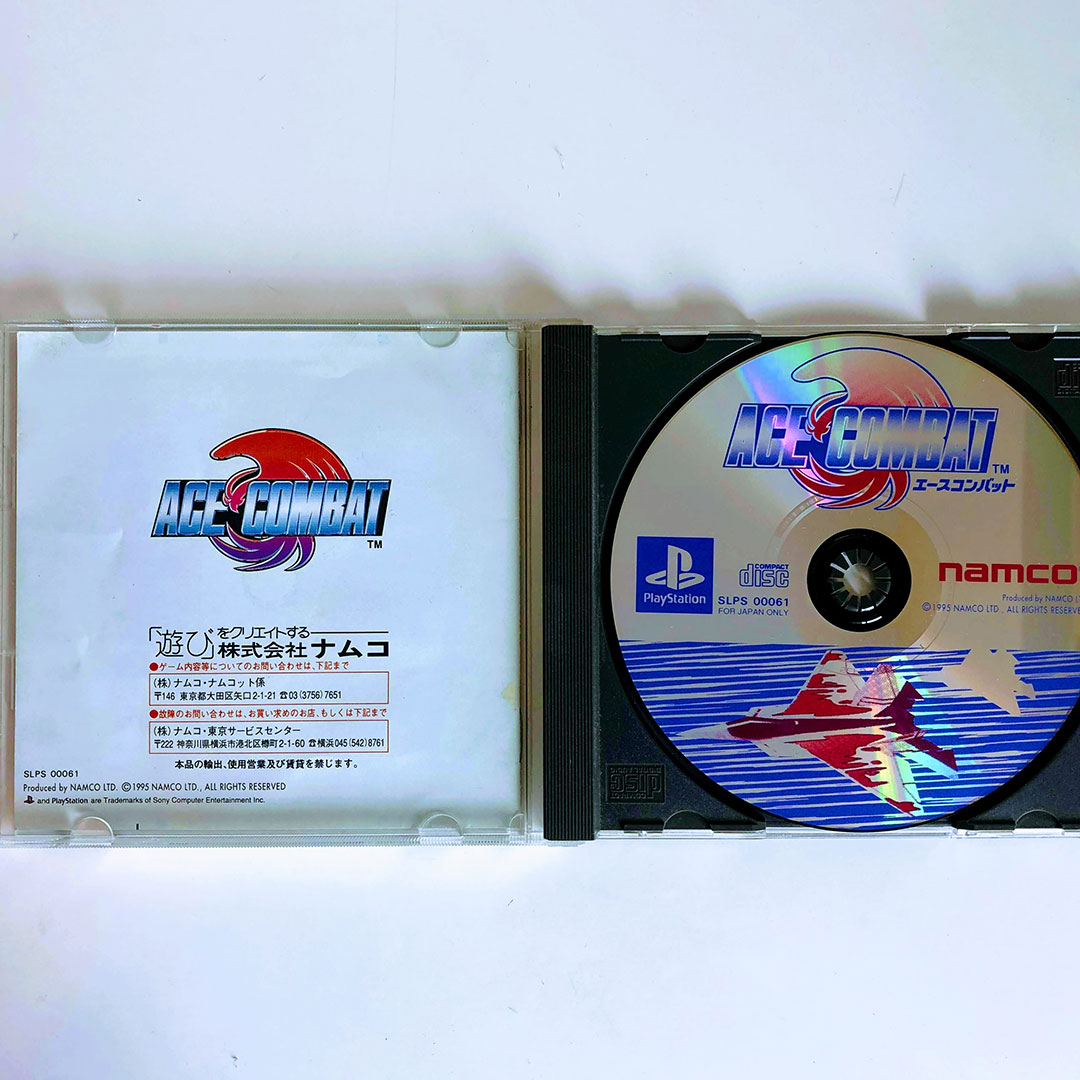 ACE COMBAT
TM
「遊び」をクリエイトする
株式会社 ナムコ
●ゲーム内容等についてのお問い合わせは、下記まで
(株)ナムコ・ナムコット係
〒146 東京都大田区矢口2-1-21 ☎03(3756)7651
●故障のお問い合わせは、お買い求めのお店、もしくは下記まで
(株)ナムコ・東京サービスセンター
〒222 神奈川県横浜市港北区樽町2-1-60 ☎横浜045(542)8761
本品の輸出、使用営業及び賃貸を禁じます。
SLPS 00061
Produced by NAMCO LTD. ©1995 NAMCO LTD., ALL RIGHTS RESERVED
and PlayStation are Trademarks of Sony Computer Entertainment Inc.
ACE COMBAT
TM
エースコンバット
PlayStation
COMPACT
disc
SLPS 00061
FOR JAPAN ONLY
namco
Produced by NAMCO
©1995 NAMCO LTD., ALL RIGHTS